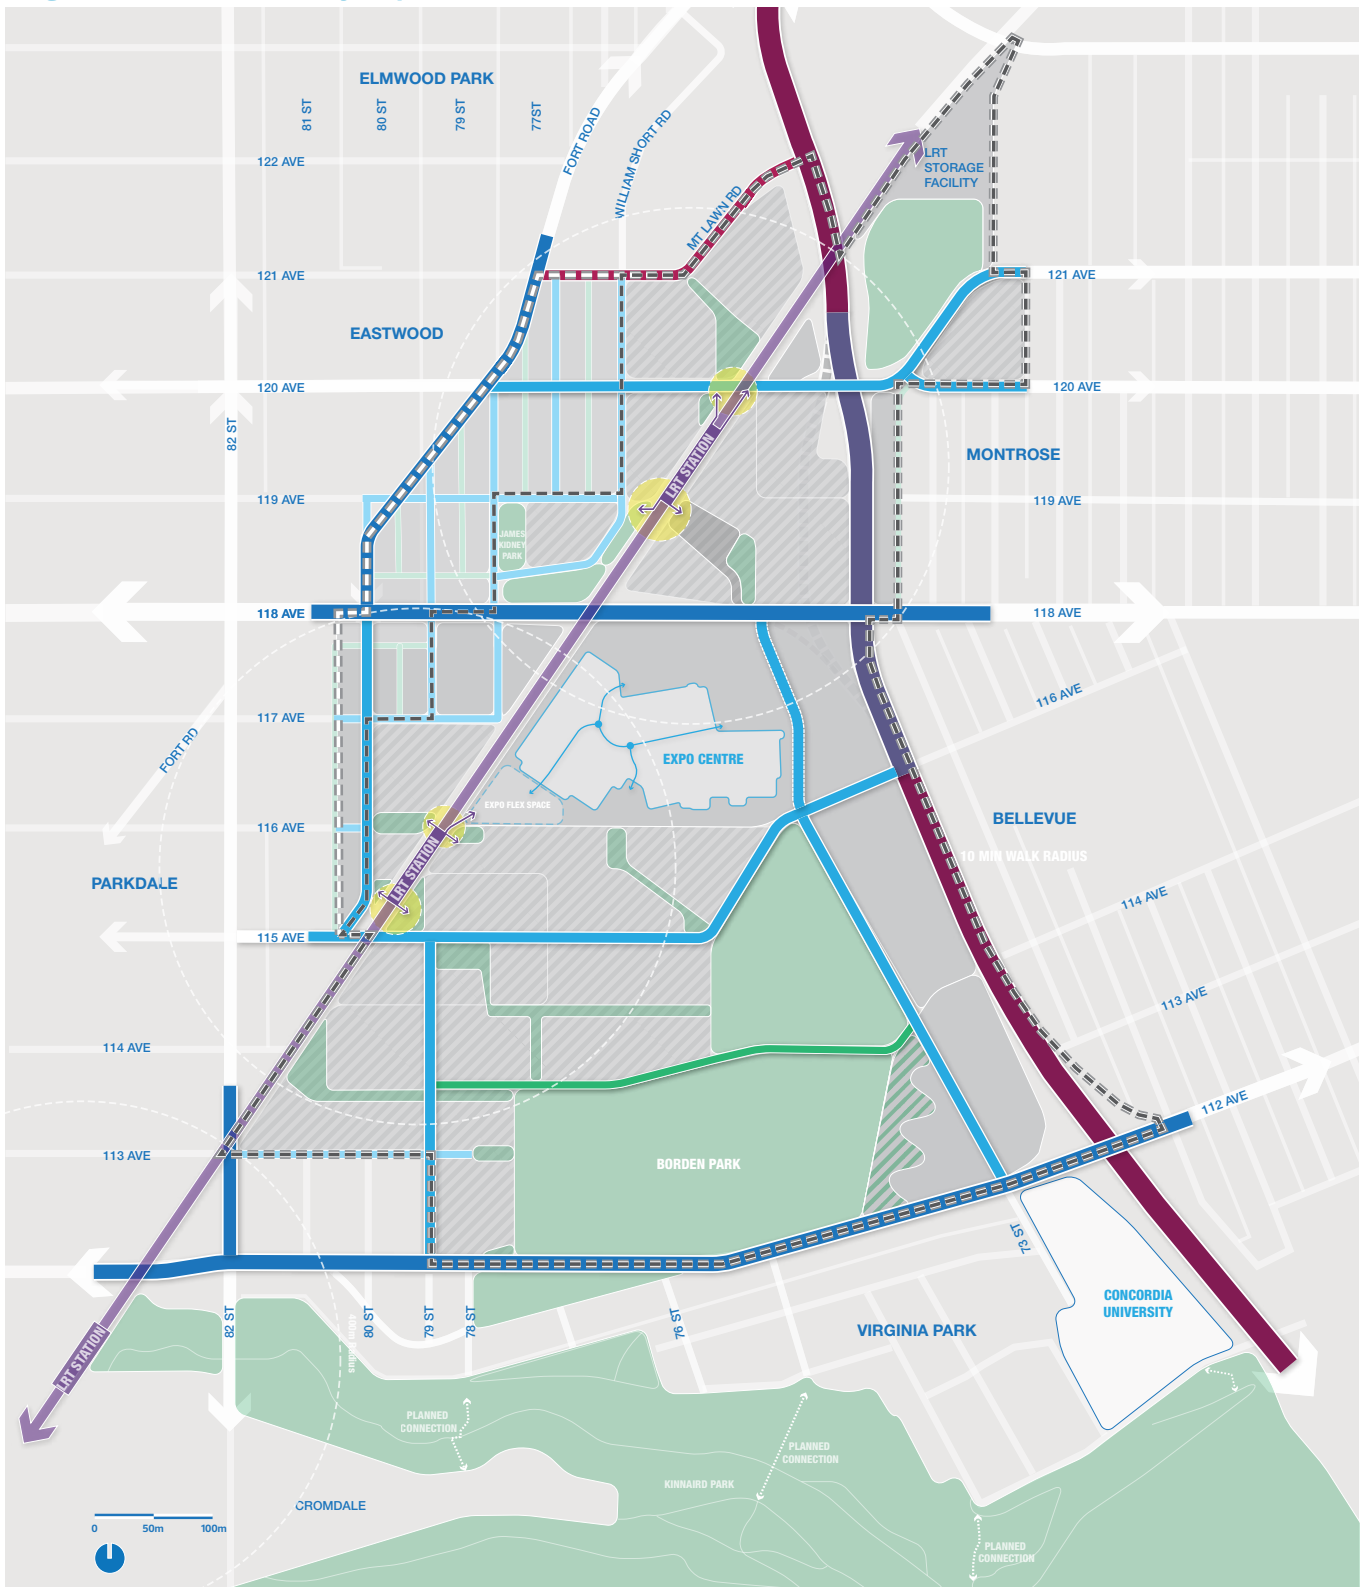 ELMWOOD PARK
81 ST
80 ST
79 ST
77ST
FORT ROAD
WILLIAM SHORT RD
122 AVE
LRT
STORAGE
FACILITY
MT LAWN RD
121 AVE
121 AVE
EASTWOOD
120 AVE
120 AVE
82 ST
MONTROSE
LRT STATION
119 AVE
119 AVE
JAMES
KIDNEY
PARK
118 AVE
118 AVE
116 AVE
117 AVE
FORT RD
EXPO CENTRE
EXPO FLEX SPACE
116 AVE
BELLEVUE
10 MIN WALK RADIUS
LRT STATION
PARKDALE
114 AVE
115 AVE
113 AVE
114 AVE
112 AVE
113 AVE
BORDEN PARK
73 ST
CONCORDIA
UNIVERSITY
82 ST
80 ST
79 ST
78 ST
76 ST
VIRGINIA PARK
LRT STATION
PLANNED
CONNECTION
PLANNED
CONNECTION
KINNAIRD PARK
CROMDALE
PLANNED
CONNECTION
0 50m 100m